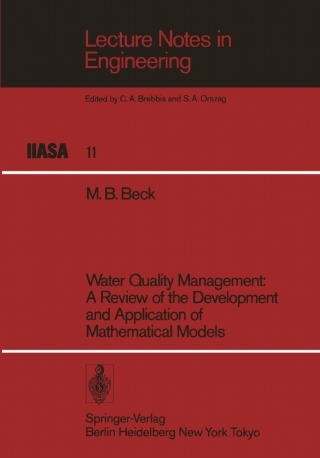 Lecture Notes in
Engineering
Edited by C. A. Brebbia and S. A. Orszag
IIASA 11
M. B. Beck
Water Quality Management:
A Review of the Development
and Application of
Mathematical Models
Springer-Verlag
Berlin Heidelberg New York Tokyo